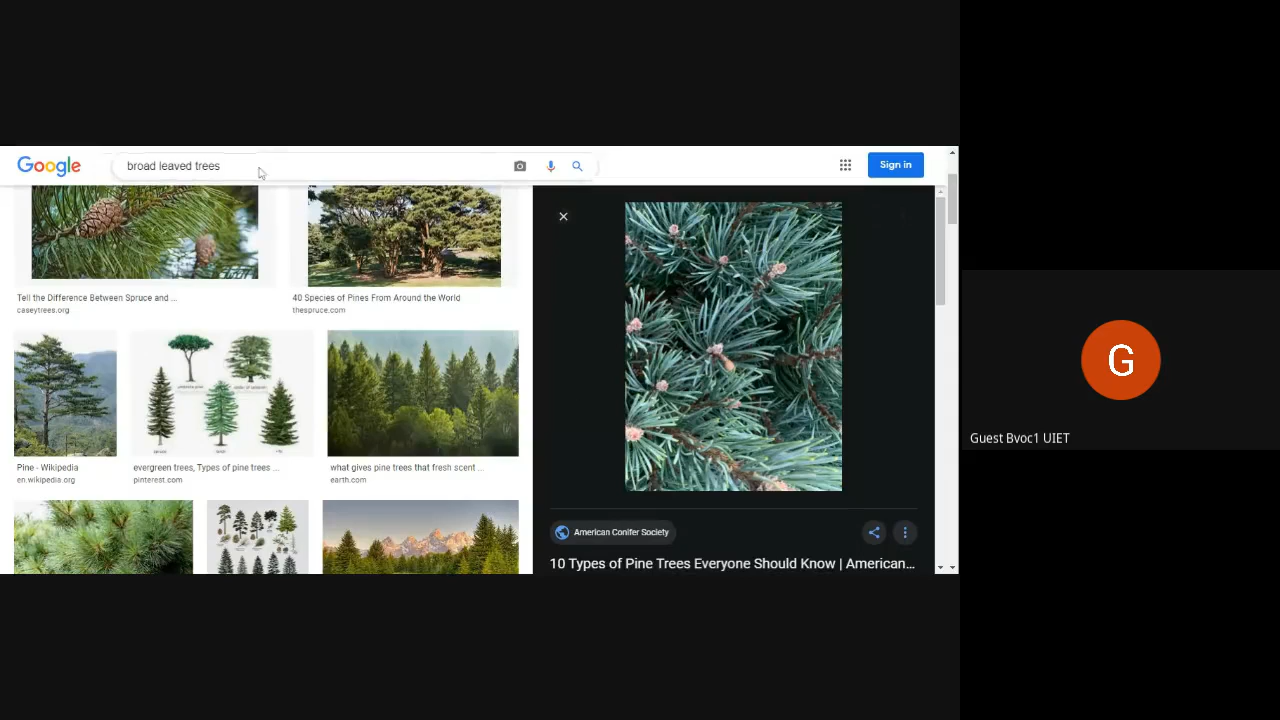 Google
broad leaved trees
Sign in
Tell the Difference Between Spruce and ...
caseytrees.org
40 Species of Pines From Around the World
thespruce.com
Pine - Wikipedia
en.wikipedia.org
evergreen trees, Types of pine trees ...
pinterest.com
what gives pine trees that fresh scent ...
earth.com
American Conifer Society
10 Types of Pine Trees Everyone Should Know | American...
G
Guest Bvoc1 UIET